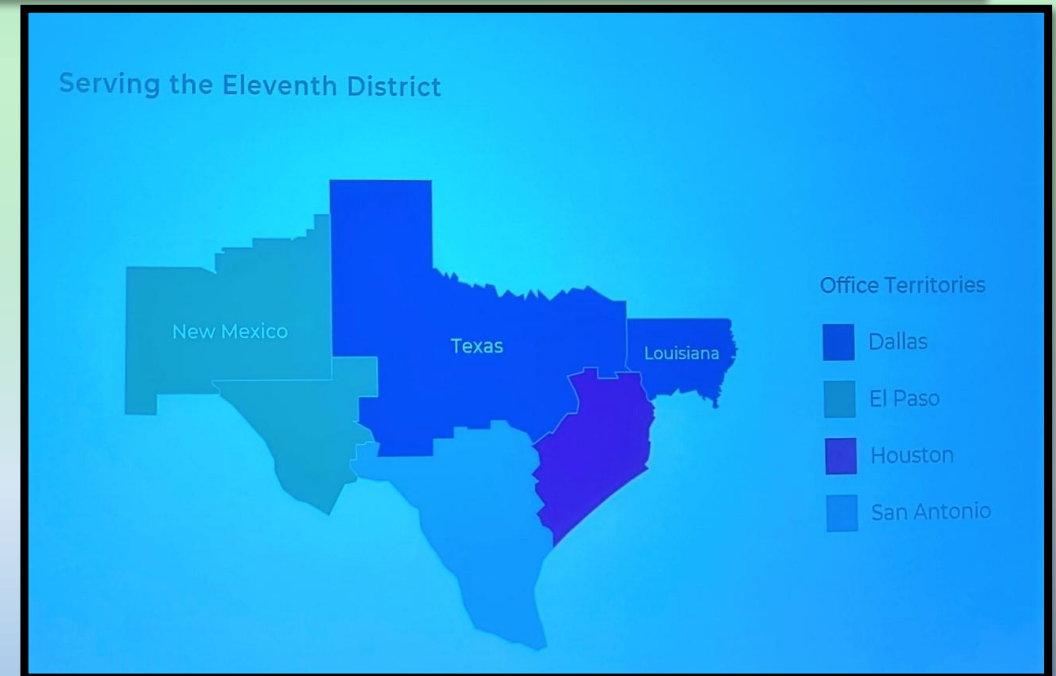 Serving the Eleventh District
New Mexico
Texas
Louisiana
Office Territories
Dallas
El Paso
Houston
San Antonio